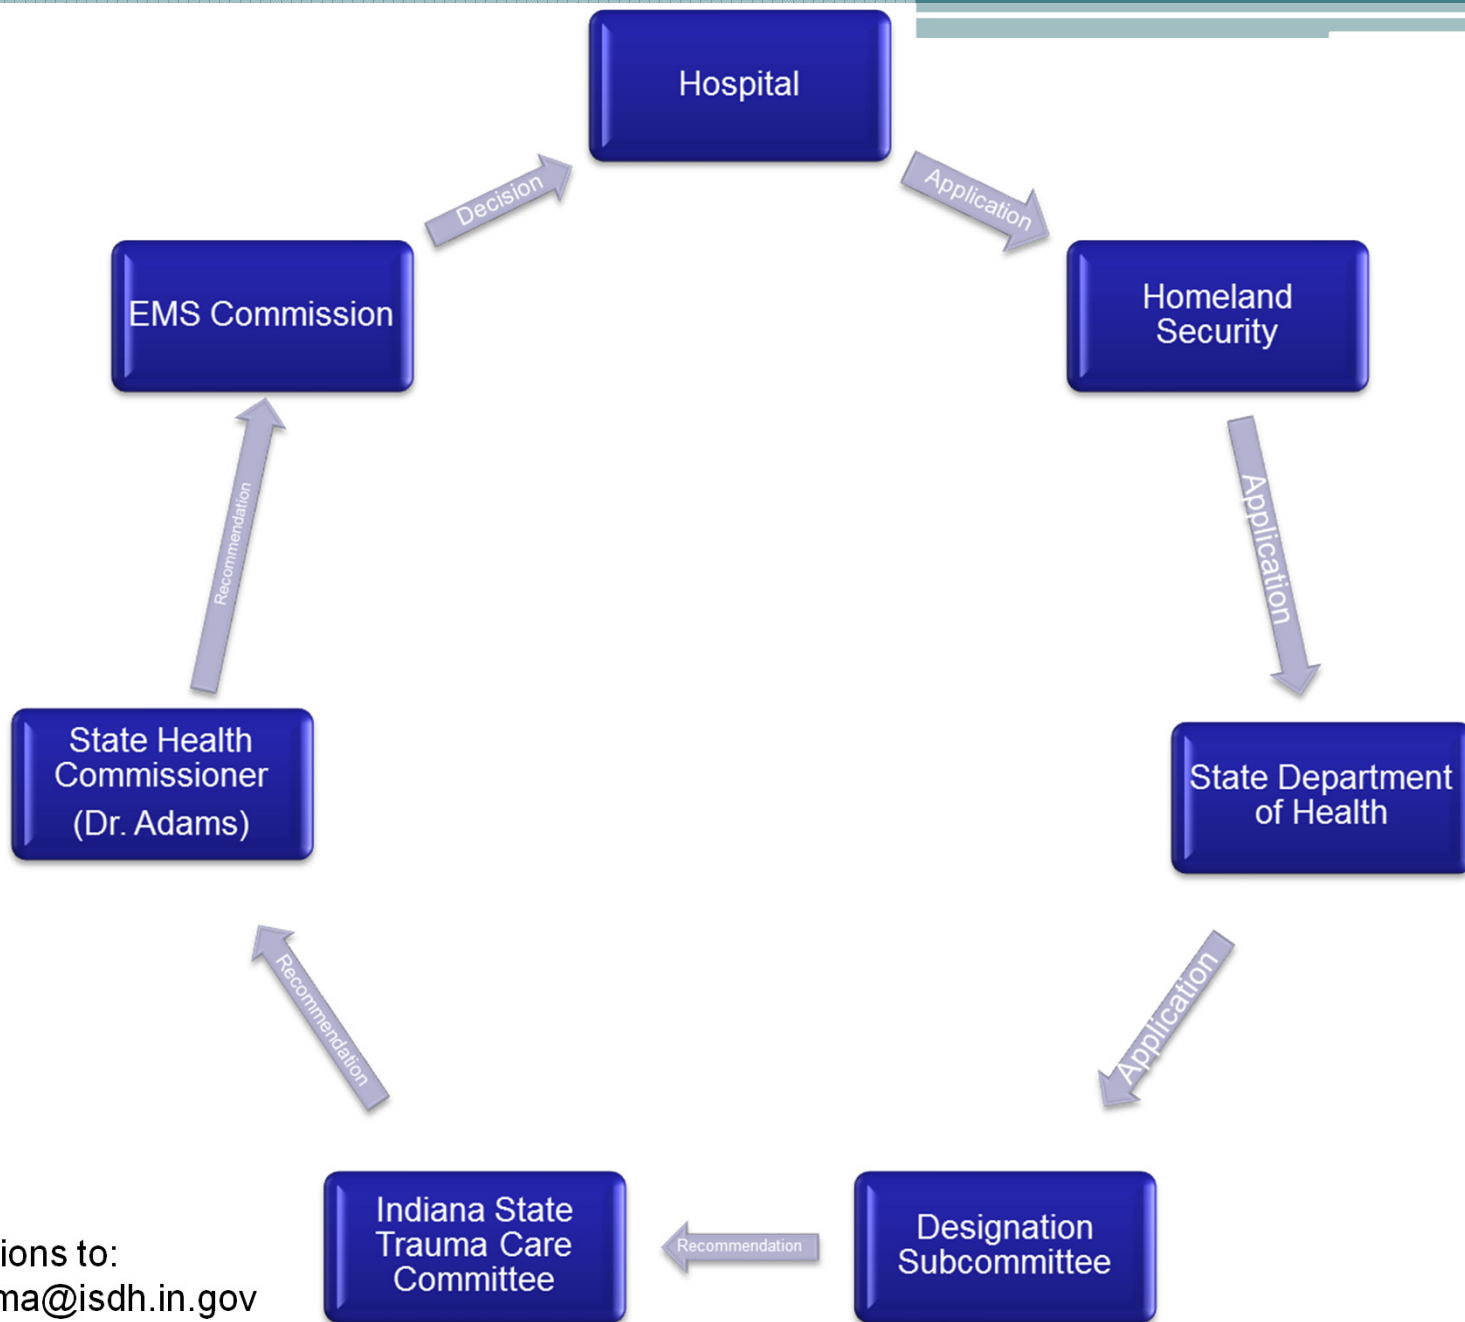 Hospital
Application
Homeland
Security
Application
State Department
of Health
Application
Designation
Subcommittee
Recommendation
Indiana State
Trauma Care
Committee
Recommendation
State Health
Commissioner
(Dr. Adams)
Recommendation
EMS Commission
Decision
ions to:
ma@isdh.in.gov